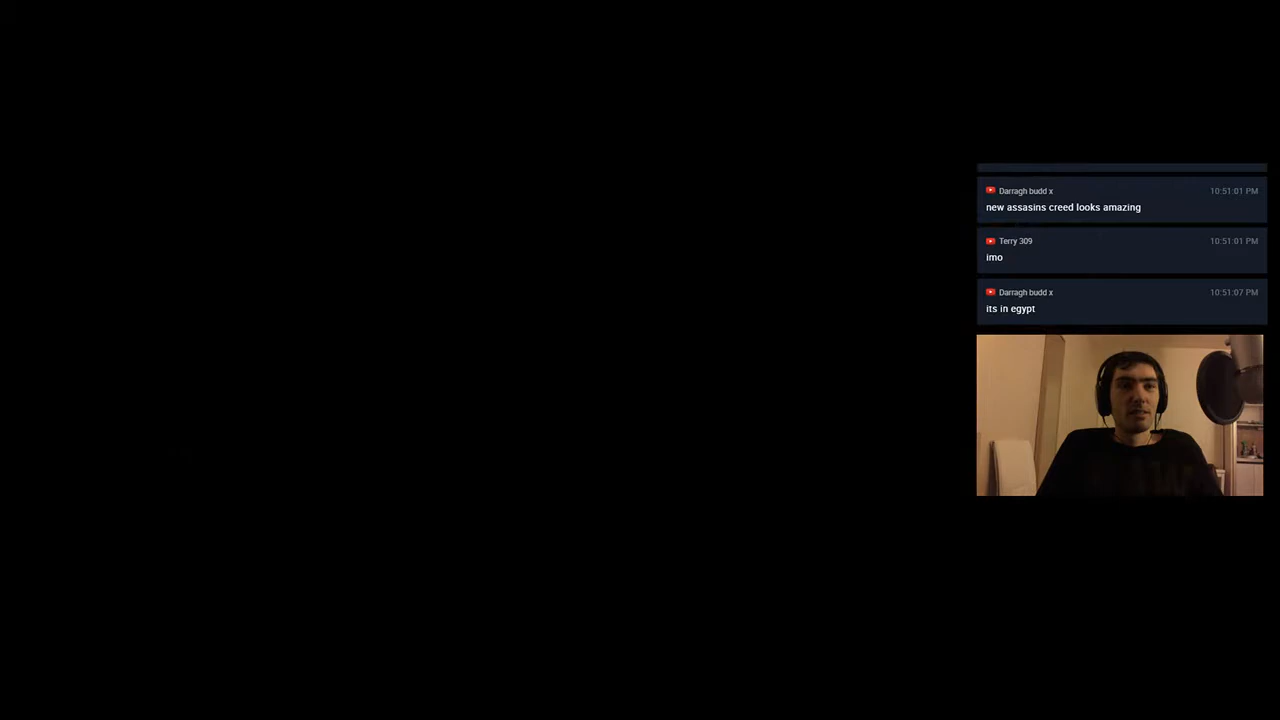 Darragh budd x 10:51:01 PM
new assasins creed looks amazing
Terry 309 10:51:01 PM
imo
Darragh budd x 10:51:07 PM
its in egypt